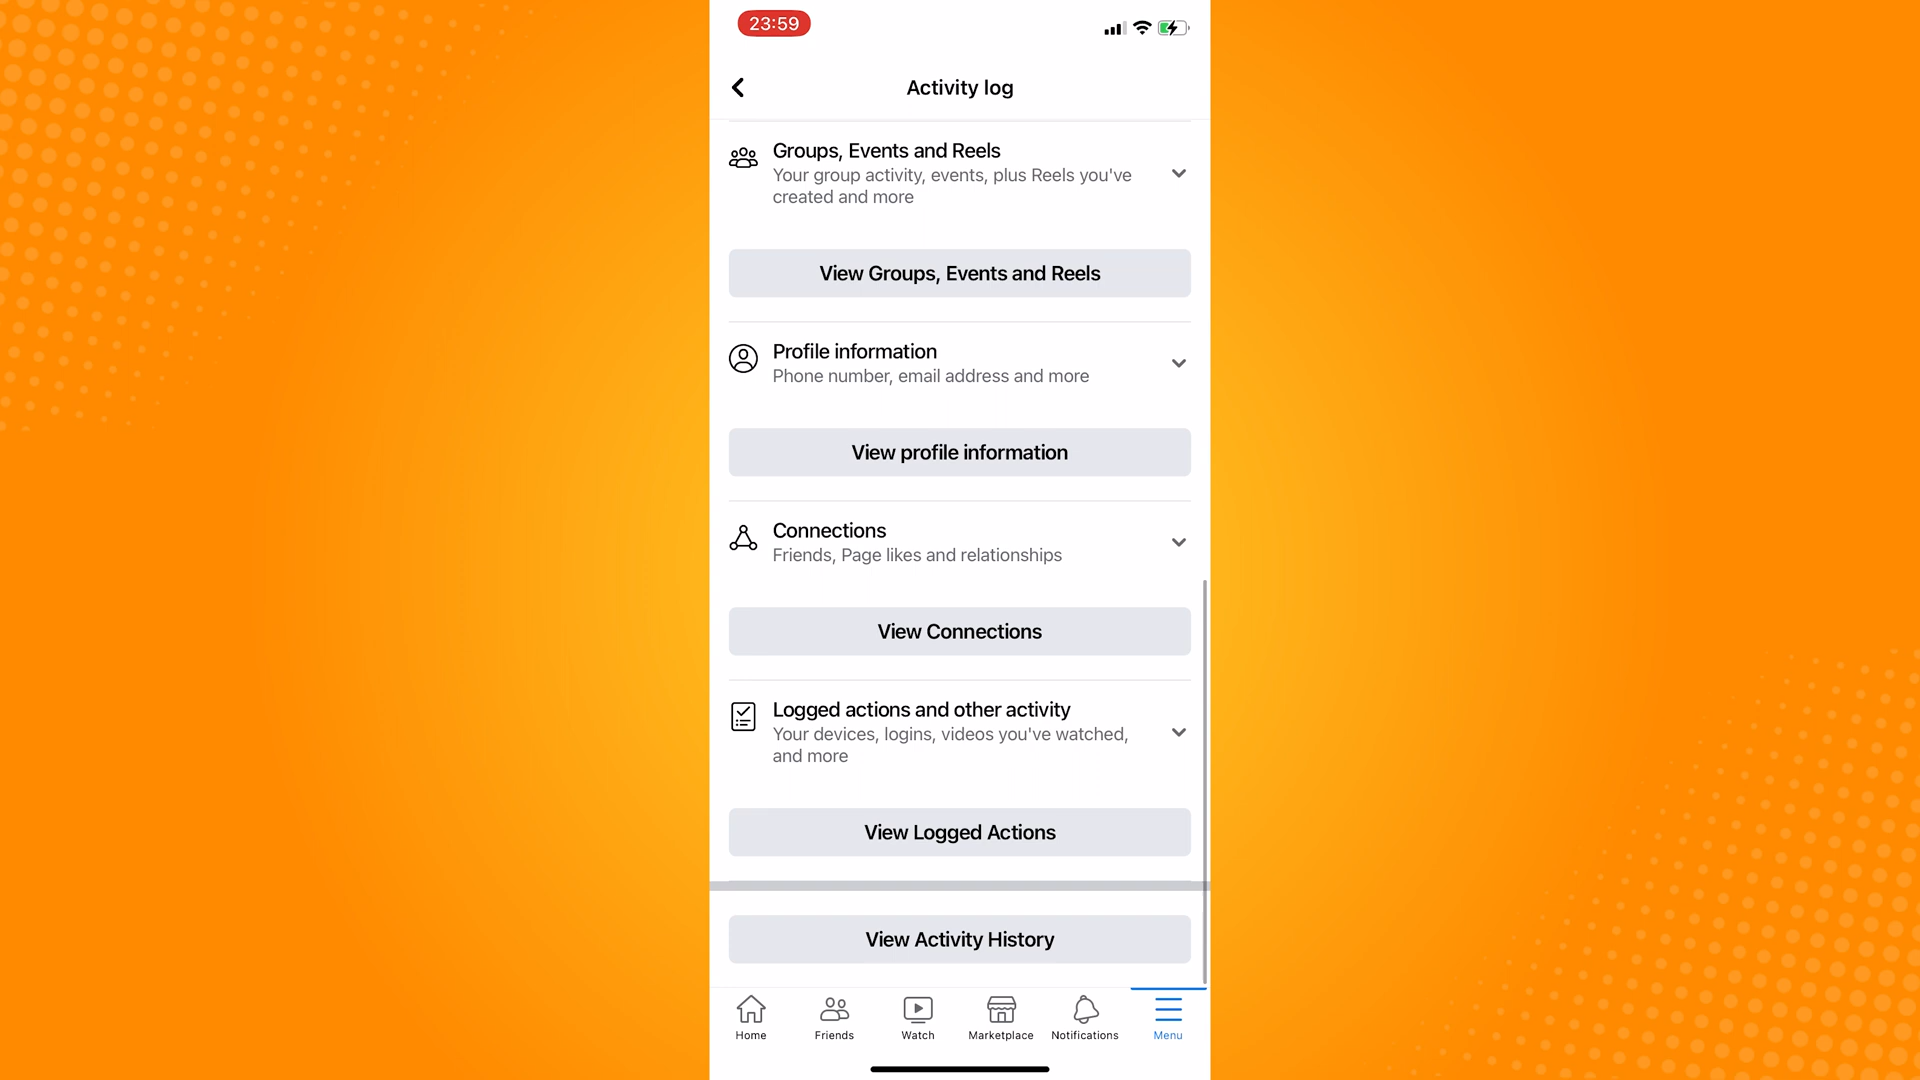 23:59
Activity log
Groups, Events and Reels
Your group activity, events, plus Reels you've
created and more
View Groups, Events and Reels
Profile information
Phone number, email address and more
View profile information
Connections
Friends, Page likes and relationships
View Connections
Logged actions and other activity
Your devices, logins, videos you've watched,
and more
View Logged Actions
View Activity History
Home Friends Watch Marketplace Notifications Menu